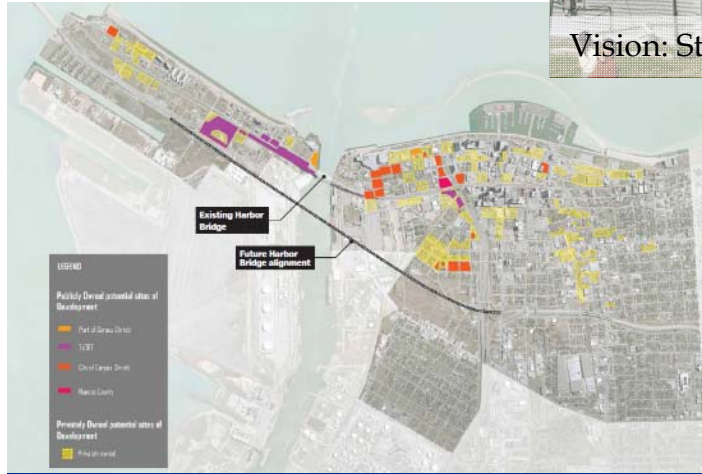 Vision: St
Existing Harbor
Bridge
Future Harbor
Bridge alignment
LEGEND
Publicly Owned potential sites of
Development
Port of Corpus Christi
TxDOT
City of Corpus Christi
Nueces County
Privately Owned potential sites of
Development